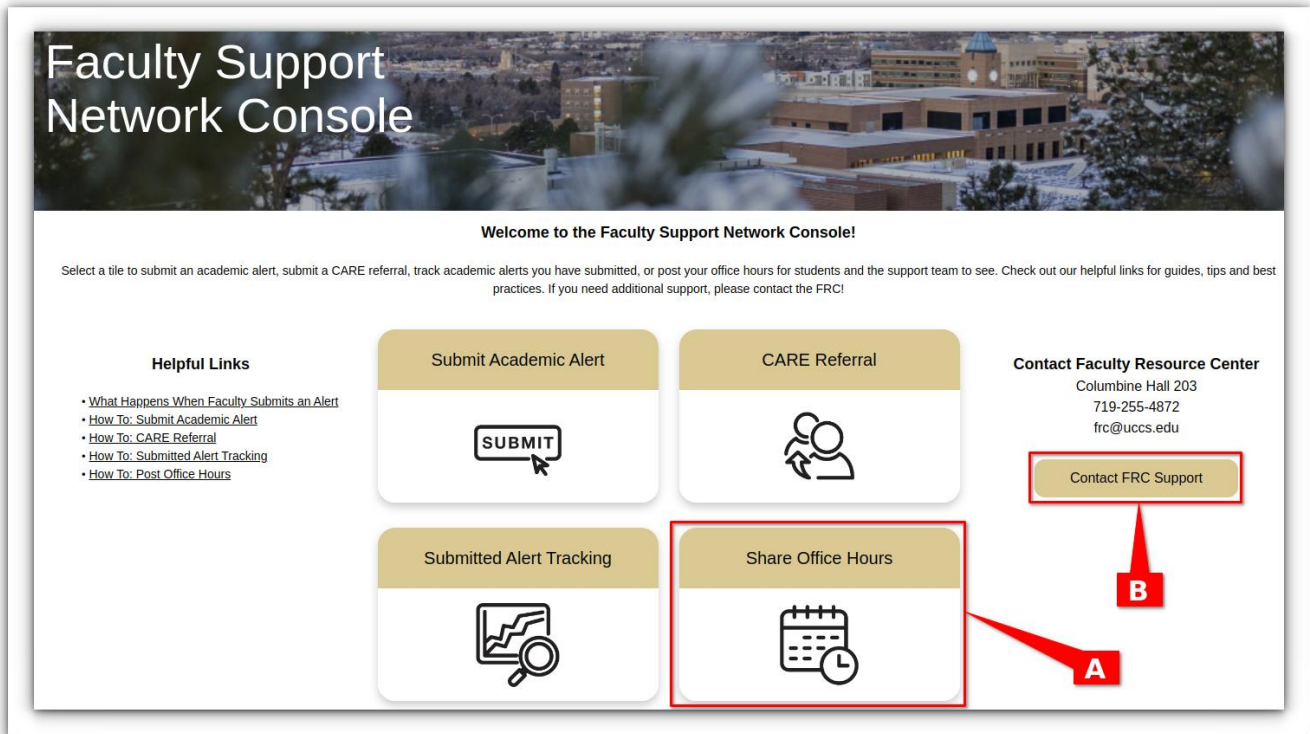 Faculty Support
Network Console
Welcome to the Faculty Support Network Console!
Select a tile to submit an academic alert, submit a CARE referral, track academic alerts you have submitted, or post your office hours for students and the support team to see. Check out our helpful links for guides, tips and best
practices. If you need additional support, please contact the FRC!
Helpful Links
• What Happens When Faculty Submits an Alert
• How To: Submit Academic Alert
• How To: CARE Referral
• How To: Submitted Alert Tracking
• How To: Post Office Hours
Submit Academic Alert
SUBMIT
CARE Referral
Submitted Alert Tracking
Share Office Hours
Contact Faculty Resource Center
Columbine Hall 203
719-255-4872
frc@uccs.edu
Contact FRC Support
B
A